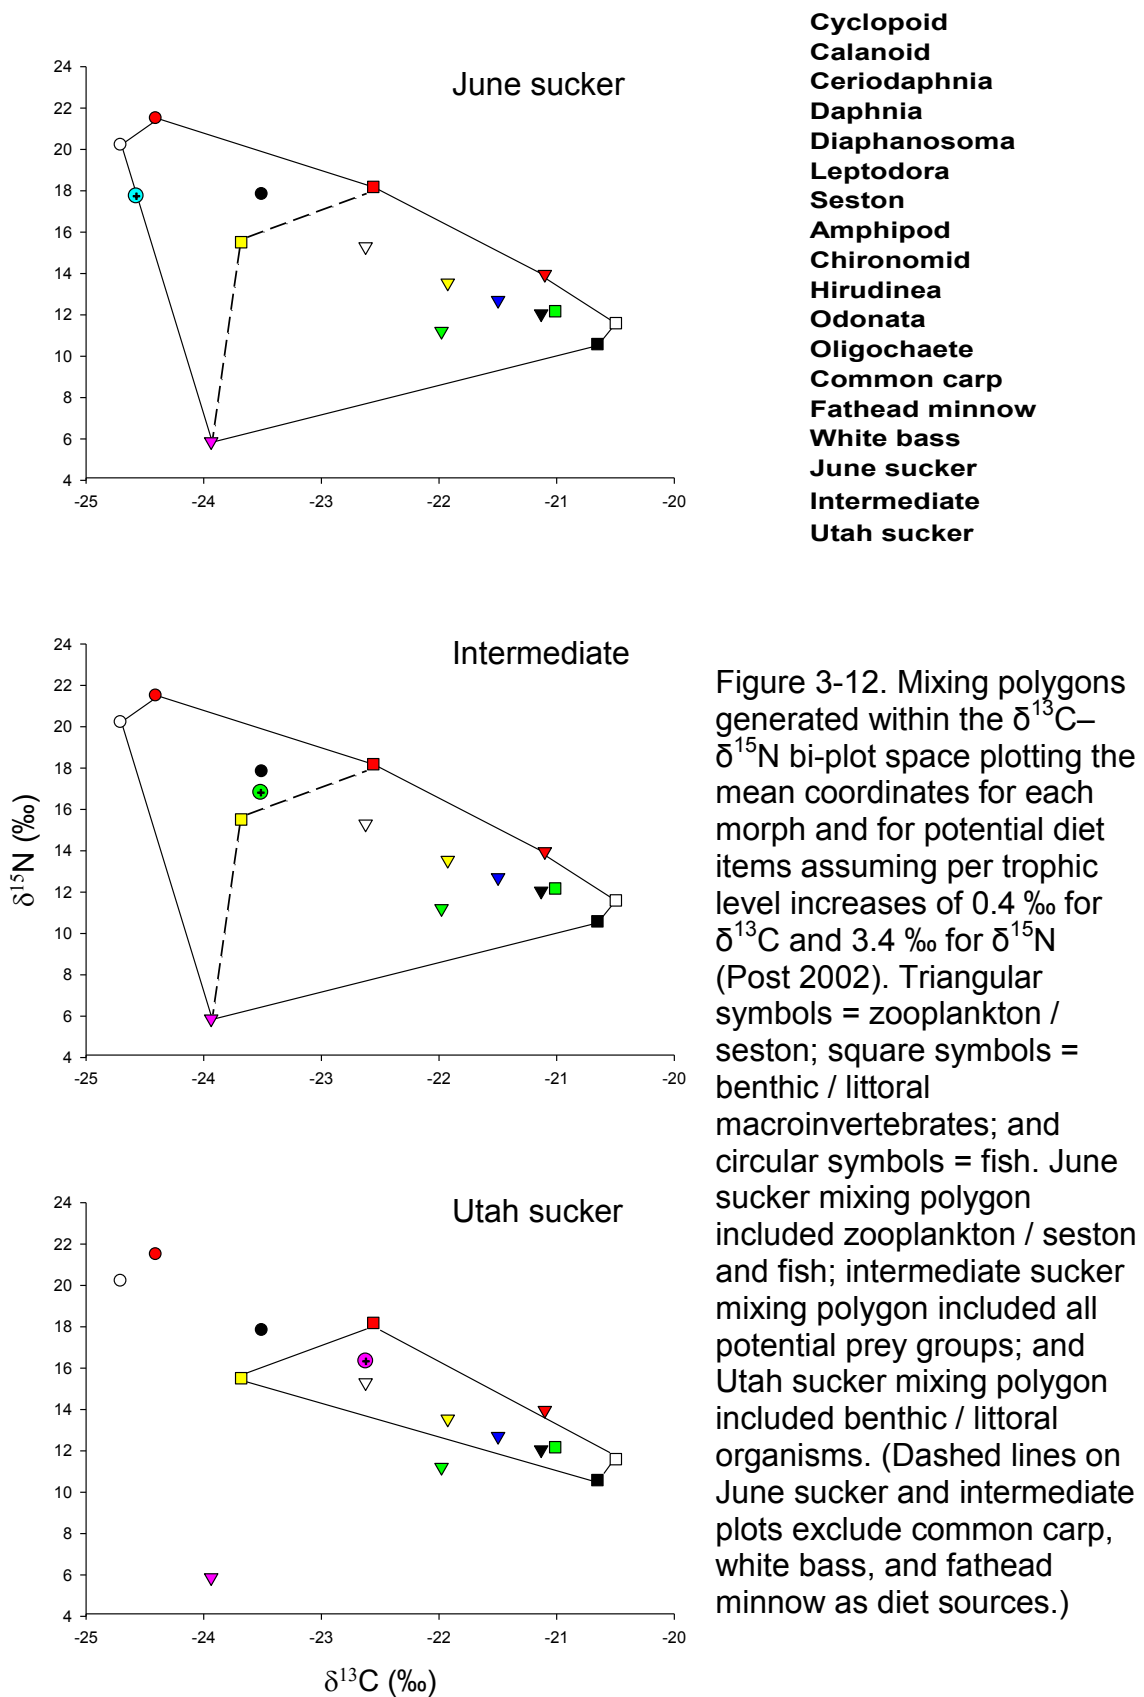 Cyclopoid
Calanoid
Ceriodaphnia
Daphnia
Diaphanosoma
Leptodora
Seston
Amphipod
Chironomid
Hirudinea
Odonata
Oligochaete
Common carp
Fathead minnow
White bass
June sucker
Intermediate
Utah sucker
June sucker
24
22
20
18
16
14
12
10
8
6
4
-25 -24 -23 -22 -21 -20
Intermediate
24
22
20
18
16
14
12
10
8
6
4
-25 -24 -23 -22 -21 -20
δ¹⁵N (‰)
Utah sucker
24
22
20
18
16
14
12
10
8
6
4
-25 -24 -23 -22 -21 -20
δ¹³C (‰)
Figure 3-12. Mixing polygons
generated within the δ¹³C–
δ¹⁵N bi-plot space plotting the
mean coordinates for each
morph and for potential diet
items assuming per trophic
level increases of 0.4 ‰ for
δ¹³C and 3.4 ‰ for δ¹⁵N
(Post 2002). Triangular
symbols = zooplankton /
seston; square symbols =
benthic / littoral
macroinvertebrates; and
circular symbols = fish. June
sucker mixing polygon
included zooplankton / seston
and fish; intermediate sucker
mixing polygon included all
potential prey groups; and
Utah sucker mixing polygon
included benthic / littoral
organisms. (Dashed lines on
June sucker and intermediate
plots exclude common carp,
white bass, and fathead
minnow as diet sources.)